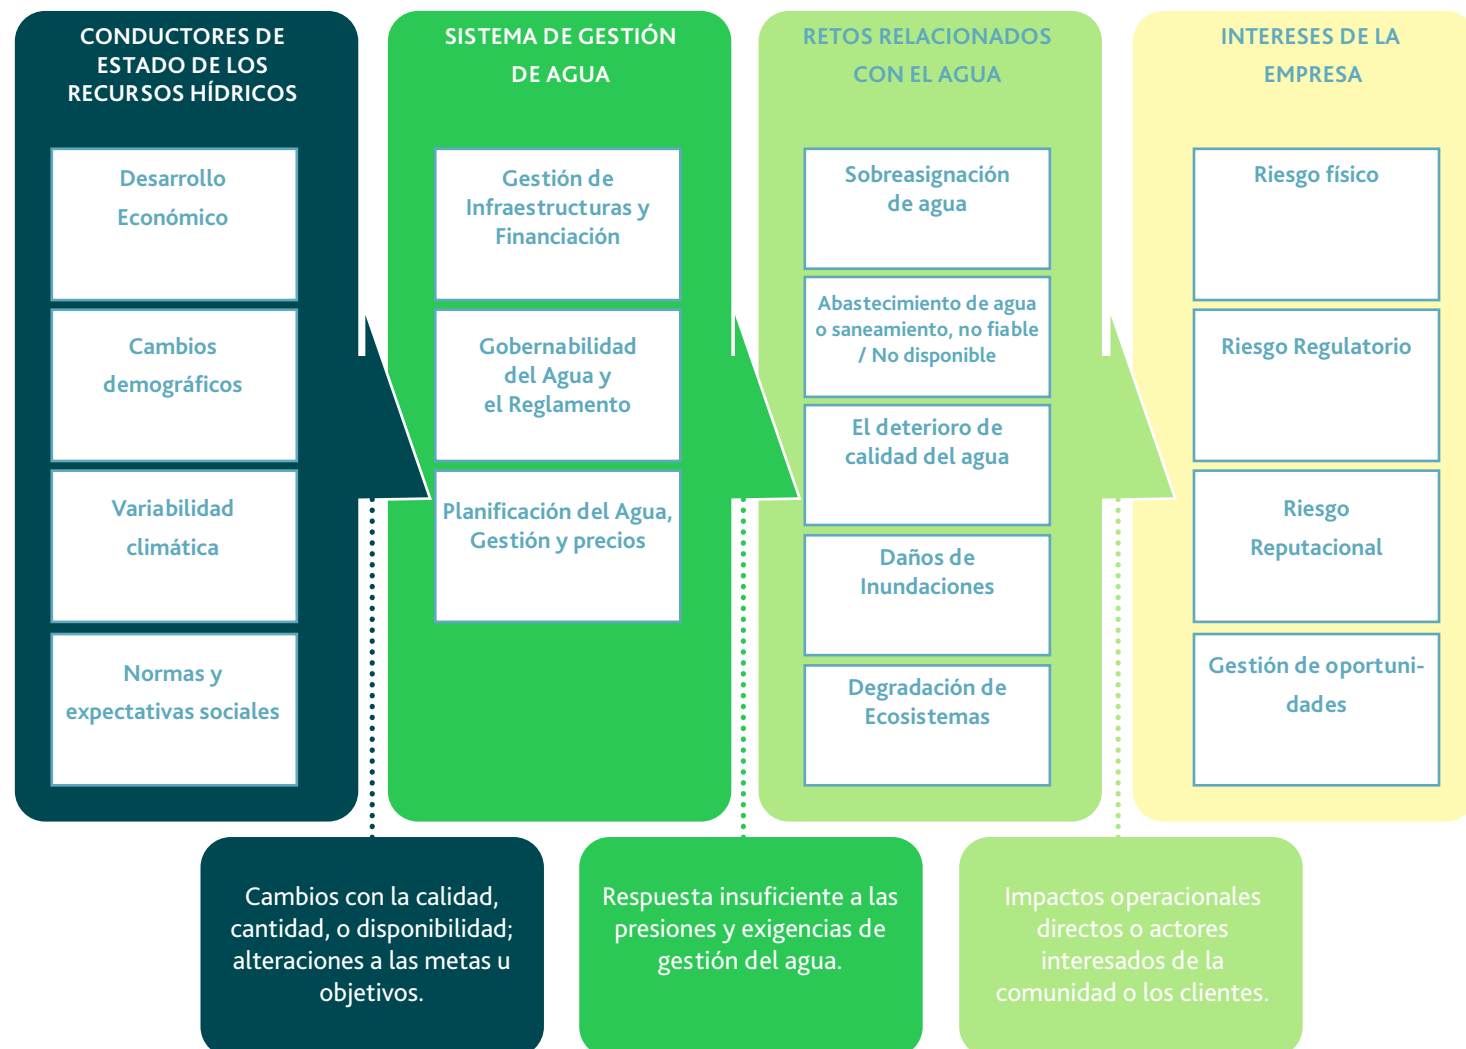 CONDUCTORES DE
ESTADO DE LOS
RECURSOS HÍDRICOS
Desarrollo
Económico
Cambios
demográficos
Variabilidad
climática
Normas y
expectativas sociales
SISTEMA DE GESTIÓN
DE AGUA
Gestión de
Infraestructuras y
Financiación
Gobernabilidad
del Agua y
el Reglamento
Planificación del Agua,
Gestión y precios
RETOS RELACIONADOS
CON EL AGUA
Sobreasignación
de agua
Abastecimiento de agua
o saneamiento, no fiable
/ No disponible
El deterioro de
calidad del agua
Daños de
Inundaciones
Degradación de
Ecosistemas
INTERESES DE LA
EMPRESA
Riesgo físico
Riesgo Regulatorio
Riesgo
Reputacional
Gestión de oportuni-
dades
Cambios con la calidad,
cantidad, o disponibilidad;
alteraciones a las metas u
objetivos.
Respuesta insuficiente a las
presiones y exigencias de
gestión del agua.
Impactos operacionales
directos o actores
interesados de la
comunidad o los clientes.